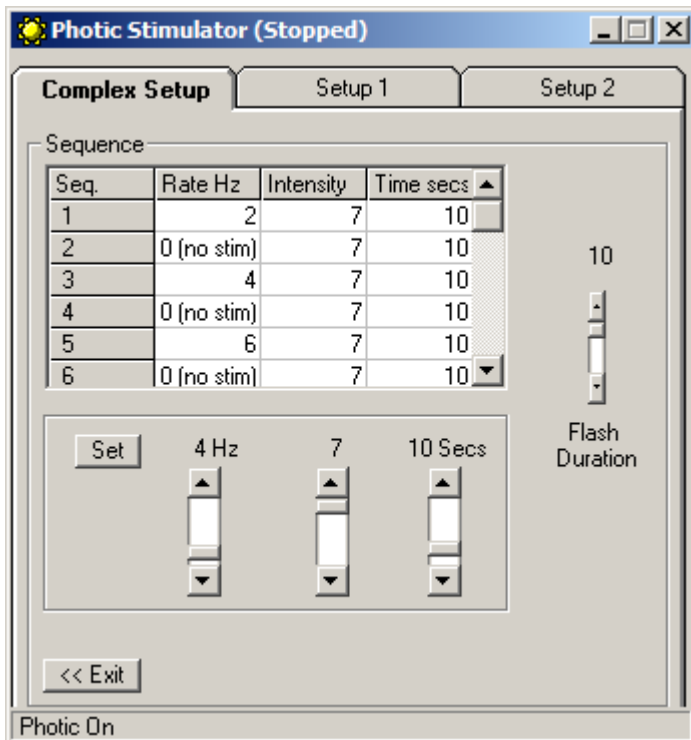 Photic Stimulator (Stopped)
Complex Setup Setup 1 Setup 2
Sequence
Seq. Rate Hz Intensity Time secs
1 2 7 10
2 0 (no stim) 7 10
3 4 7 10
4 0 (no stim) 7 10
5 6 7 10
6 0 (no stim) 7 10
10
Flash
Duration
Set 4 Hz 7 10 Secs
<< Exit
Photic On